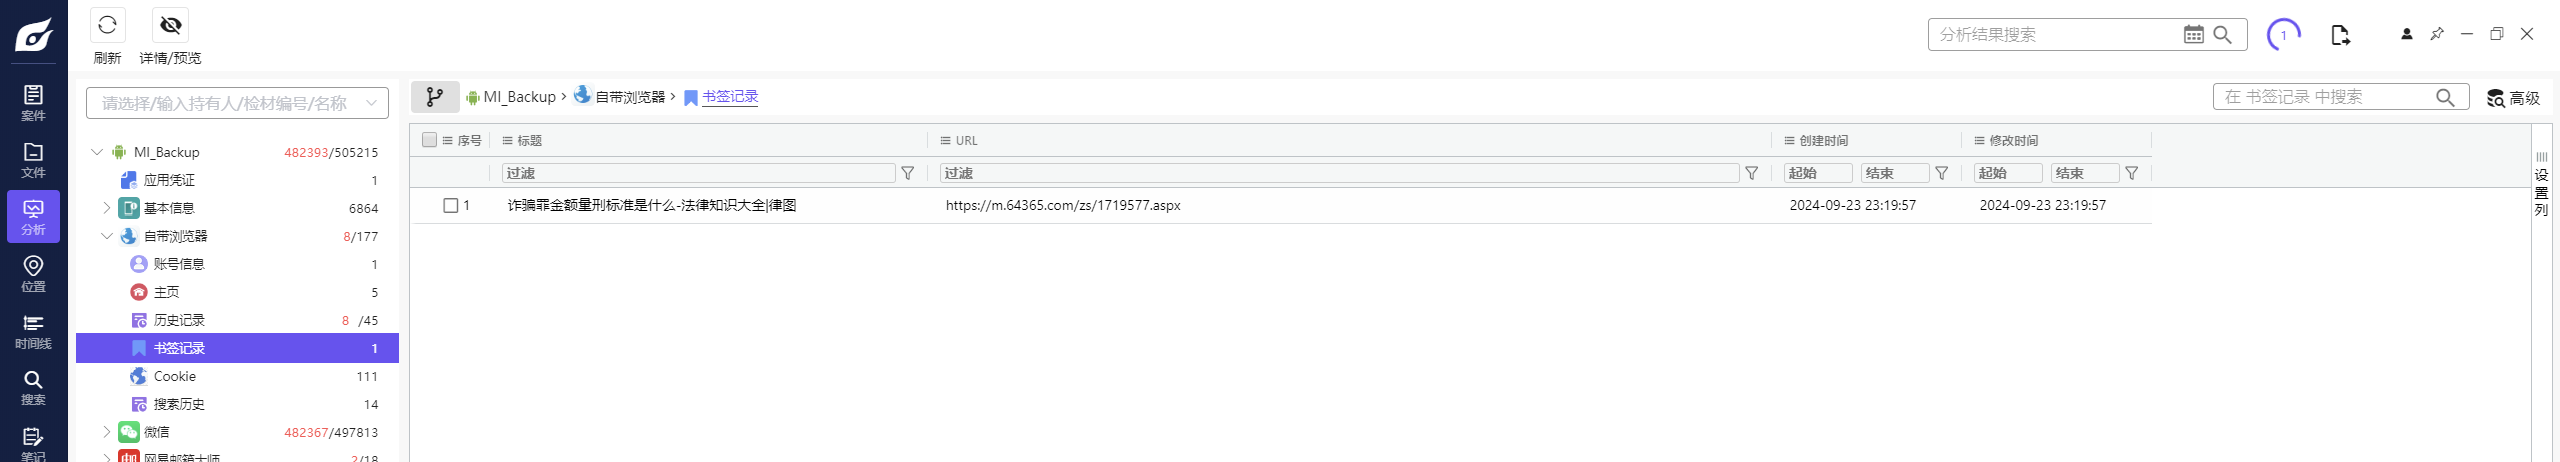 刷新 详情/预览
分析结果搜索 1
案件
文件
分析
位置
时间线
搜索
笔记
请选择/输入持有人/检材编号/名称
MI_Backup 482393/505215
应用凭证 1
基本信息 6864
自带浏览器 8/177
账号信息 1
主页 5
历史记录 8 /45
书签记录 1
Cookie 111
搜索历史 14
微信 482367/497813
网易邮箱大师 2/18
MI_Backup > 自带浏览器 > 书签记录
在 书签记录 中搜索 高级
序号 标题 URL 创建时间 修改时间
过滤 过滤 起始 结束 起始 结束
1 诈骗罪金额量刑标准是什么-法律知识大全|律图 https://m.64365.com/zs/1719577.aspx 2024-09-23 23:19:57 2024-09-23 23:19:57
设置列